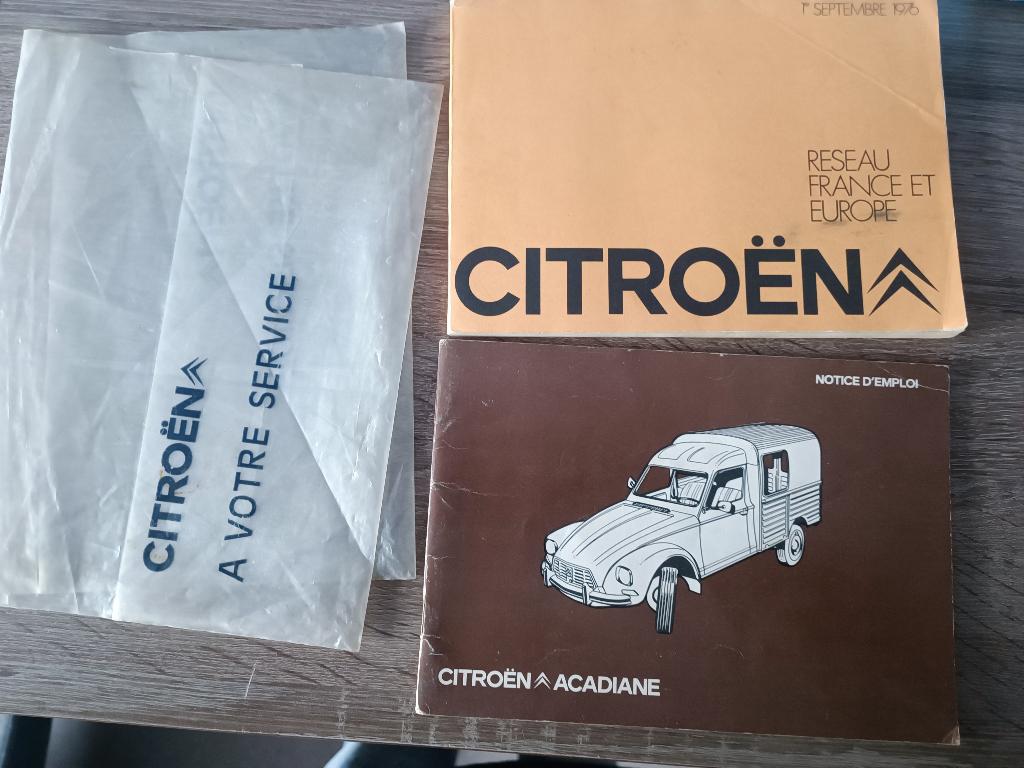 CITROËN
A VOTRE SERVICE
1er SEPTEMBRE 1976
RESEAU
FRANCE ET
EUROPE
CITROËN
NOTICE D'EMPLOI
CITROËN ACADIANE